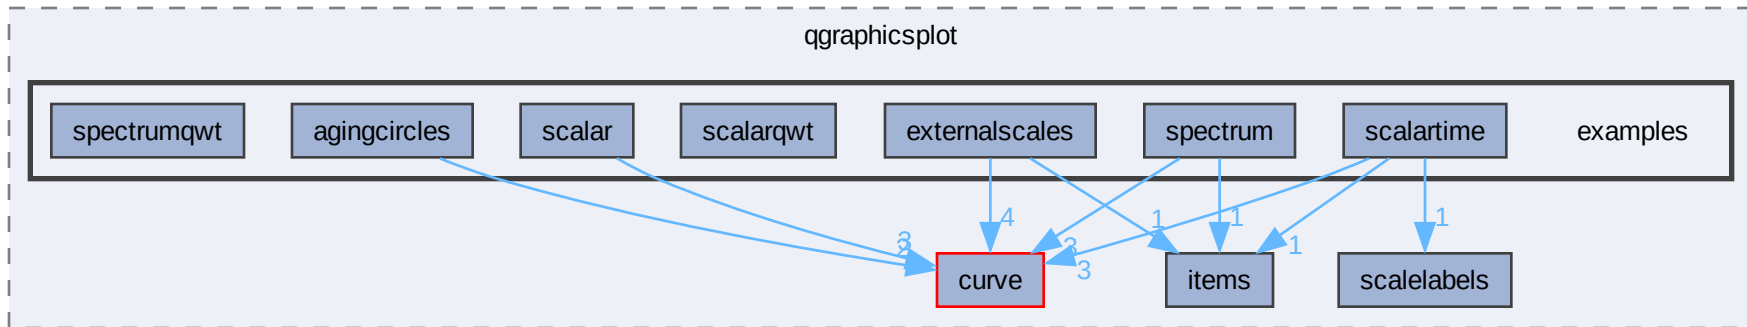 qgraphicsplot
spectrumqwt
agingcircles
scalar
scalarqwt
externalscales
spectrum
scalartime
examples
4
1
1
1
3
3
3
1
curve
items
scalelabels